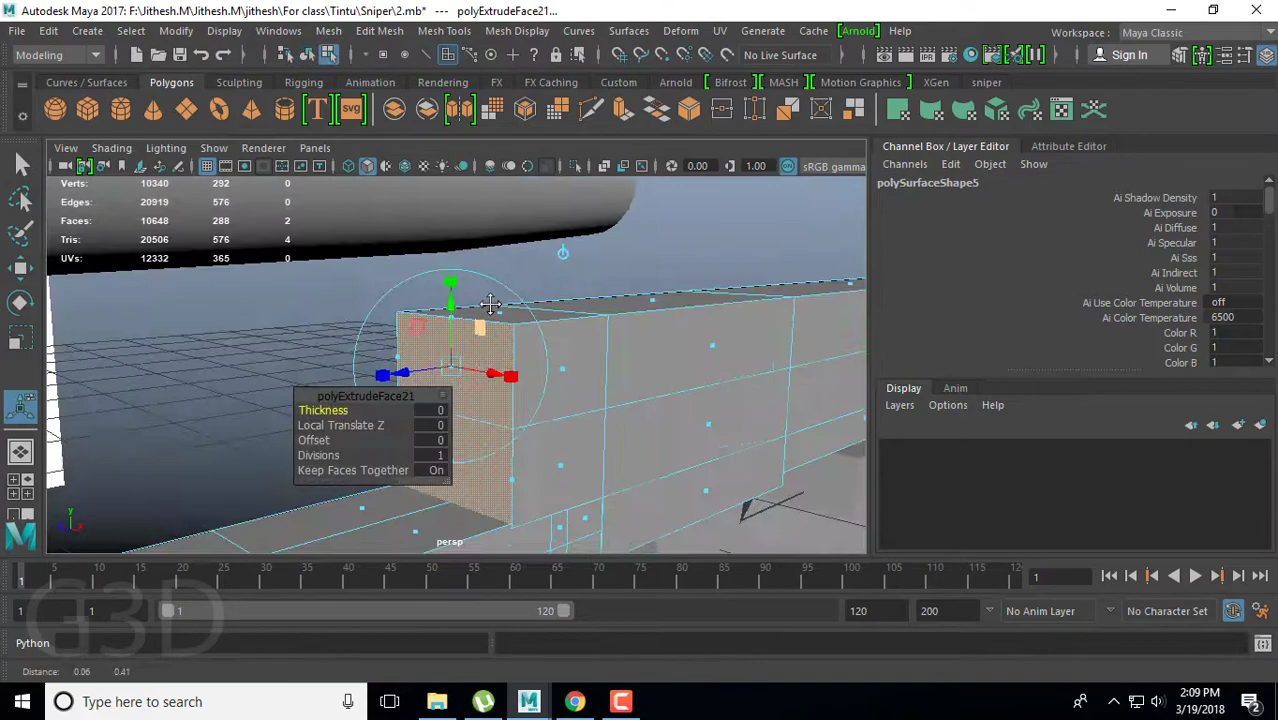 Autodesk Maya 2017: F:\Jithesh.M\jithesh\For class\Tintu\Sniper\2.mb* --- polyExtrudeFace21...
File Edit Create Select Modify Display Windows Mesh Edit Mesh Mesh Tools Mesh Display Curves Surfaces Deform UV Generate Cache Arnold Help Workspace : Maya Classic
Modeling No Live Surface Sign In
Curves / Surfaces Polygons Sculpting Rigging Animation Rendering FX FX Caching Custom Arnold Bifrost MASH Motion Graphics XGen sniper
T svg
View Shading Lighting Show Renderer Panels
0.00 1.00 ON sRGB gamma
Verts: 10340 292 0
Edges: 20919 576 0
Faces: 10648 288 2
Tris: 20506 576 4
UVs: 12332 365 0
polyExtrudeFace21
Thickness 0
Local Translate Z 0
Offset 0
Divisions 1
Keep Faces Together On
y
z x
persp
Channel Box / Layer Editor Attribute Editor
Channels Edit Object Show
polySurfaceShape5
Ai Shadow Density 1
Ai Exposure 0
Ai Diffuse 1
Ai Specular 1
Ai Sss 1
Ai Indirect 1
Ai Volume 1
Ai Use Color Temperature off
Ai Color Temperature 6500
Color R 1
Color G 1
Color B 1
Display Anim
Layers Options Help
1 5 10 15 20 25 30 35 40 45 50 55 60 65 70 75 80 85 90 95 100 105 110 115 12 1
1 1 1 120 120 200 No Anim Layer No Character Set
G3D
Python
Distance: 0.06 0.41
Type here to search
2:09 PM
3/19/2018
2